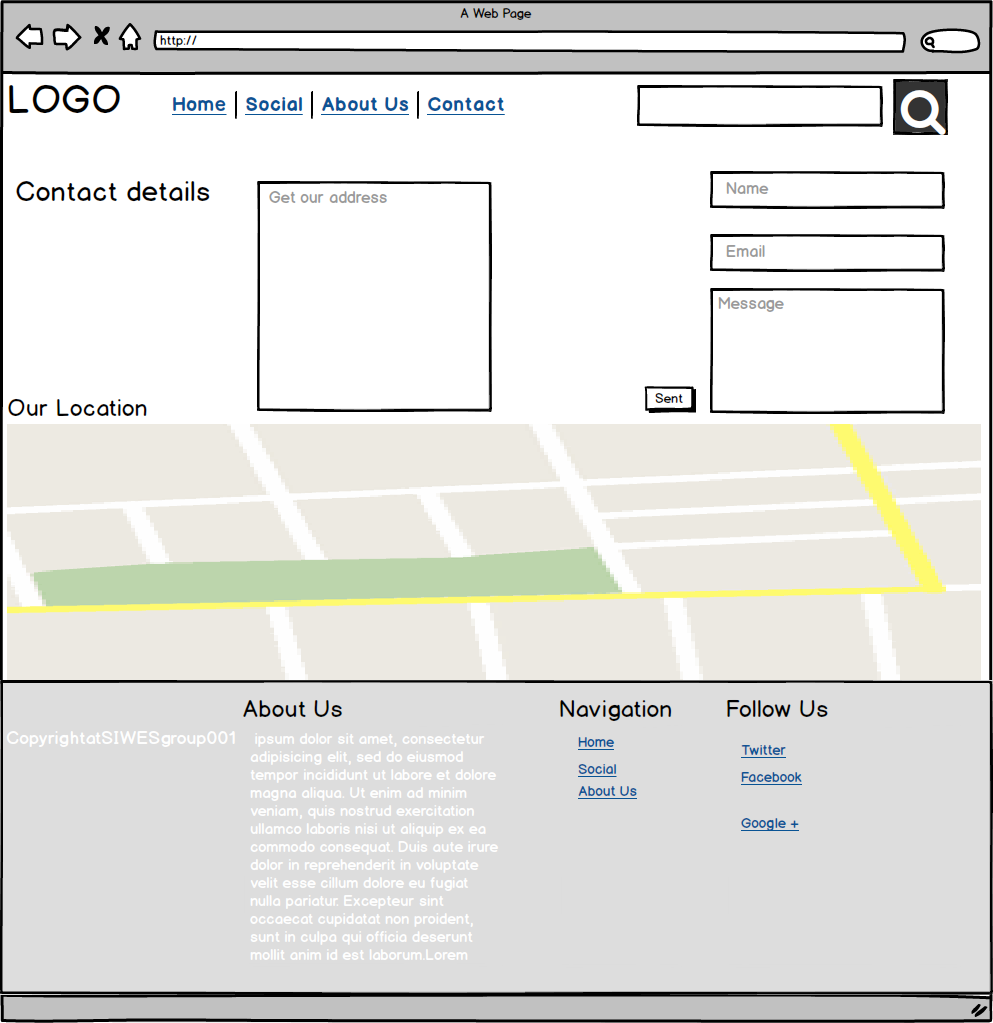 A Web Page
http://
LOGO
Home Social About Us Contact
Contact details
Get our address
Name
Email
Message
Sent
Our Location
About Us
Navigation
Follow Us
CopyrightatSIWESgroup001
ipsum dolor sit amet, consectetur
adipisicing elit, sed do eiusmod
tempor incididunt ut labore et dolore
magna aliqua. Ut enim ad minim
veniam, quis nostrud exercitation
ullamco laboris nisi ut aliquip ex ea
commodo consequat. Duis aute irure
dolor in reprehenderit in voluptate
velit esse cillum dolore eu fugiat
nulla pariatur. Excepteur sint
occaecat cupidatat non proident,
sunt in culpa qui officia deserunt
mollit anim id est laborum.Lorem
Home
Social
About Us
Twitter
Facebook
Google +